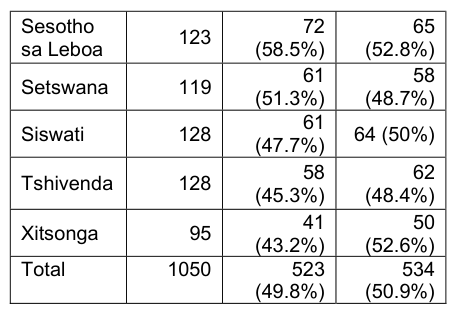 Sesotho sa Leboa 123 72 (58.5%) 65 (52.8%)
Setswana 119 61 (51.3%) 58 (48.7%)
Siswati 128 61 (47.7%) 64 (50%)
Tshivenda 128 58 (45.3%) 62 (48.4%)
Xitsonga 95 41 (43.2%) 50 (52.6%)
Total 1050 523 (49.8%) 534 (50.9%)